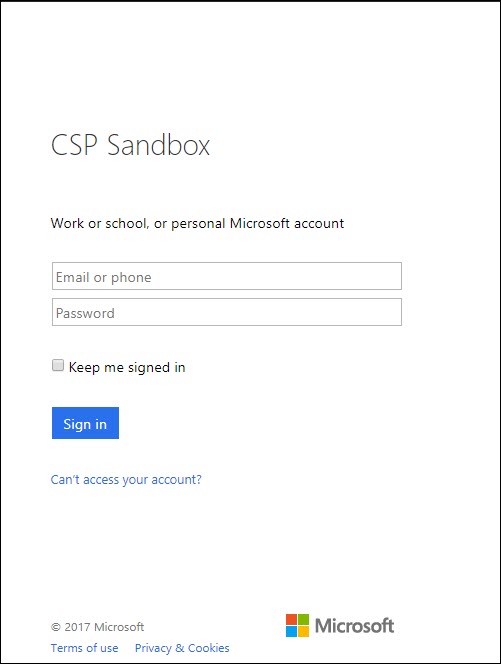 CSP Sandbox
Work or school, or personal Microsoft account
Email or phone
Password
Keep me signed in
Sign in
Can't access your account?
© 2017 Microsoft
Microsoft
Terms of use Privacy & Cookies